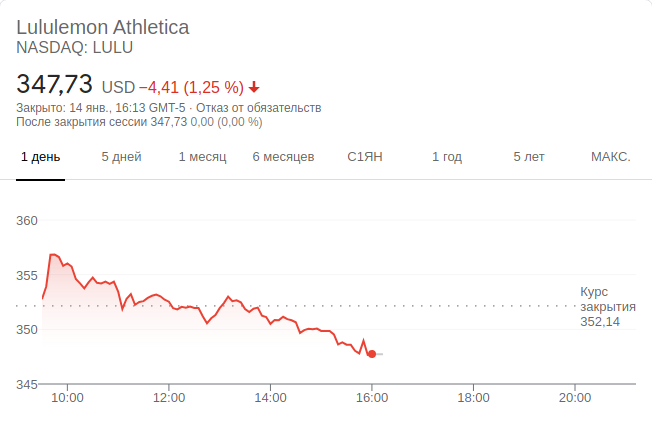 Lululemon Athletica
NASDAQ: LULU
347,73 USD −4,41 (1,25 %)
Закрыто: 14 янв., 16:13 GMT-5 · Отказ от обязательств
После закрытия сессии 347,73 0,00 (0,00 %)
1 день 5 дней 1 месяц 6 месяцев С1ЯН 1 год 5 лет МАКС.
360
355
Курс
закрытия
352,14
350
345
10:00 12:00 14:00 16:00 18:00 20:00